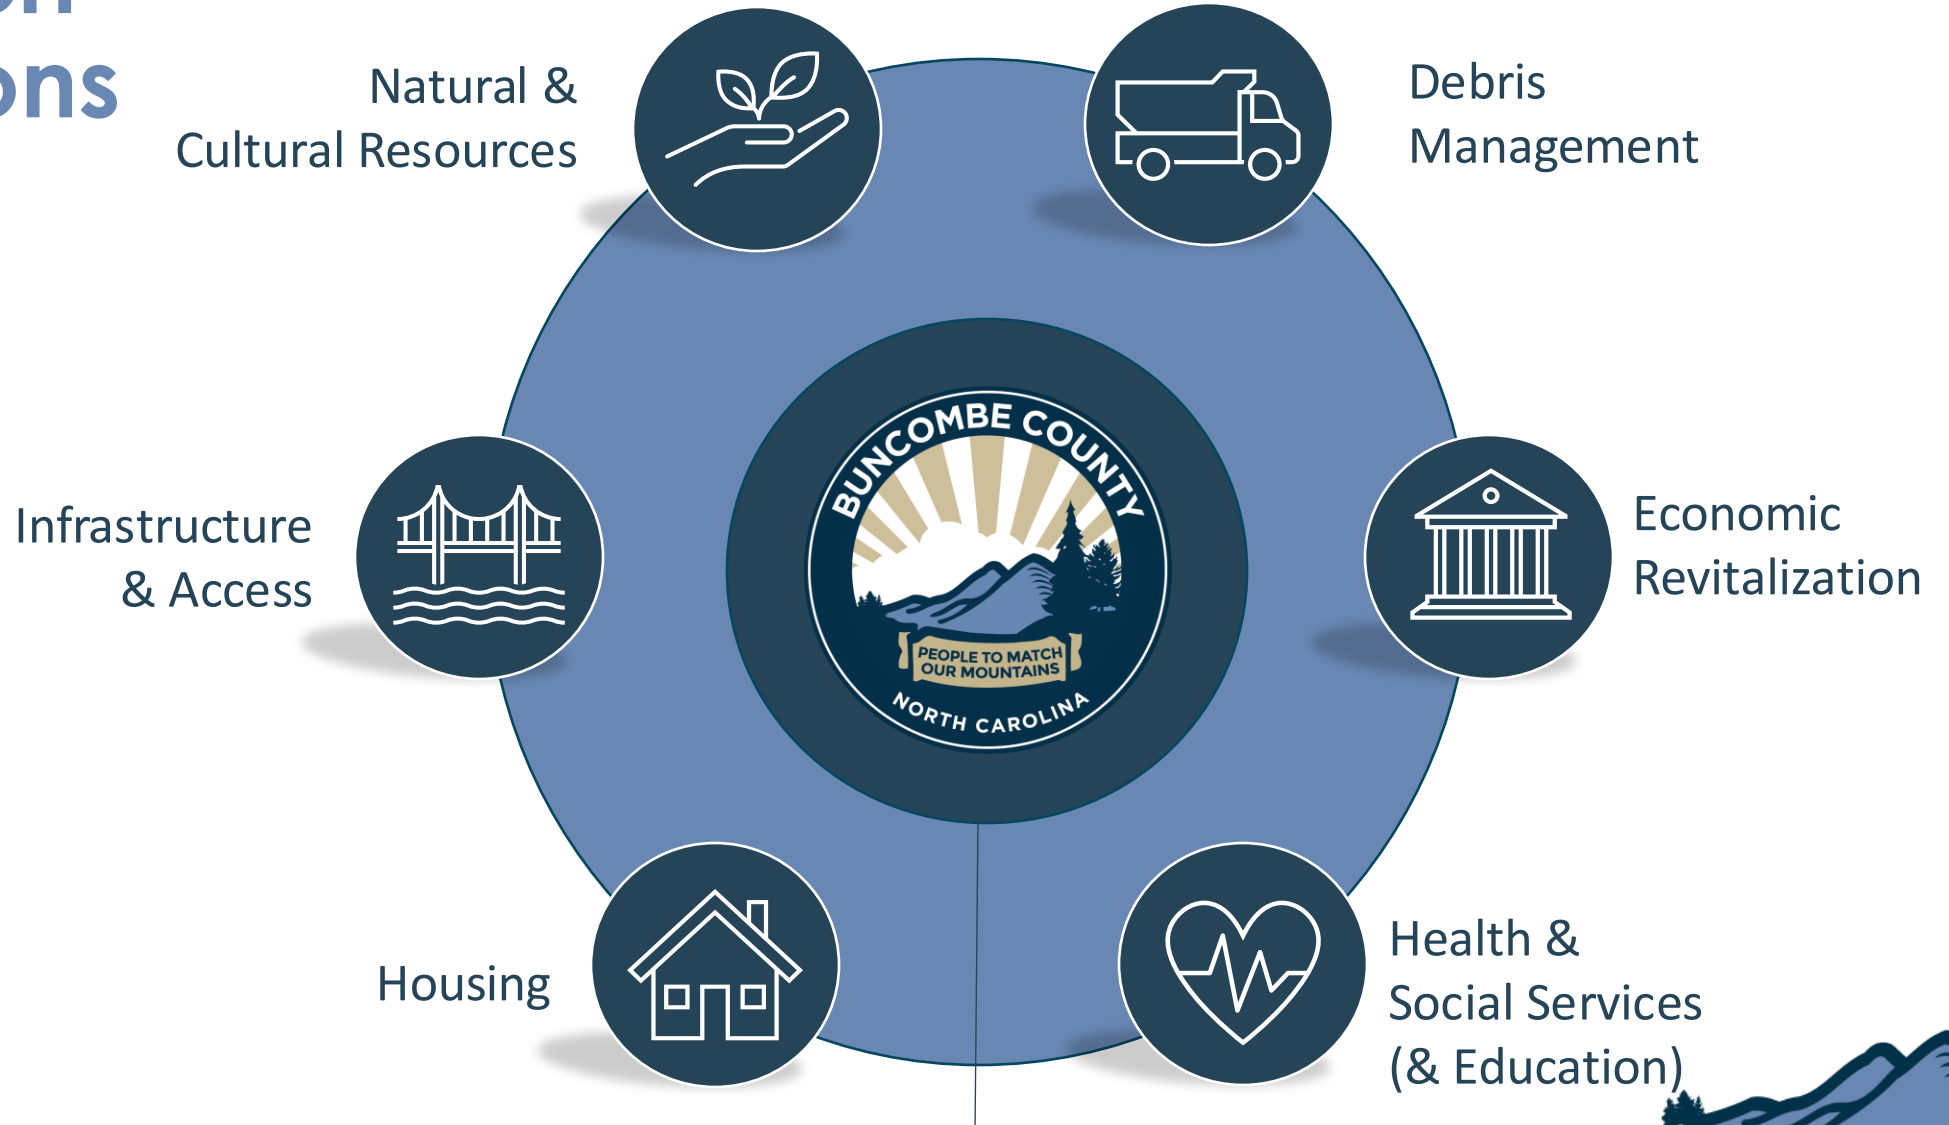 ons
Natural &
Cultural Resources
Debris
Management
Infrastructure
& Access
BUNCOMBE COUNTY
PEOPLE TO MATCH
OUR MOUNTAINS
NORTH CAROLINA
Economic
Revitalization
Housing
Health &
Social Services
(& Education)